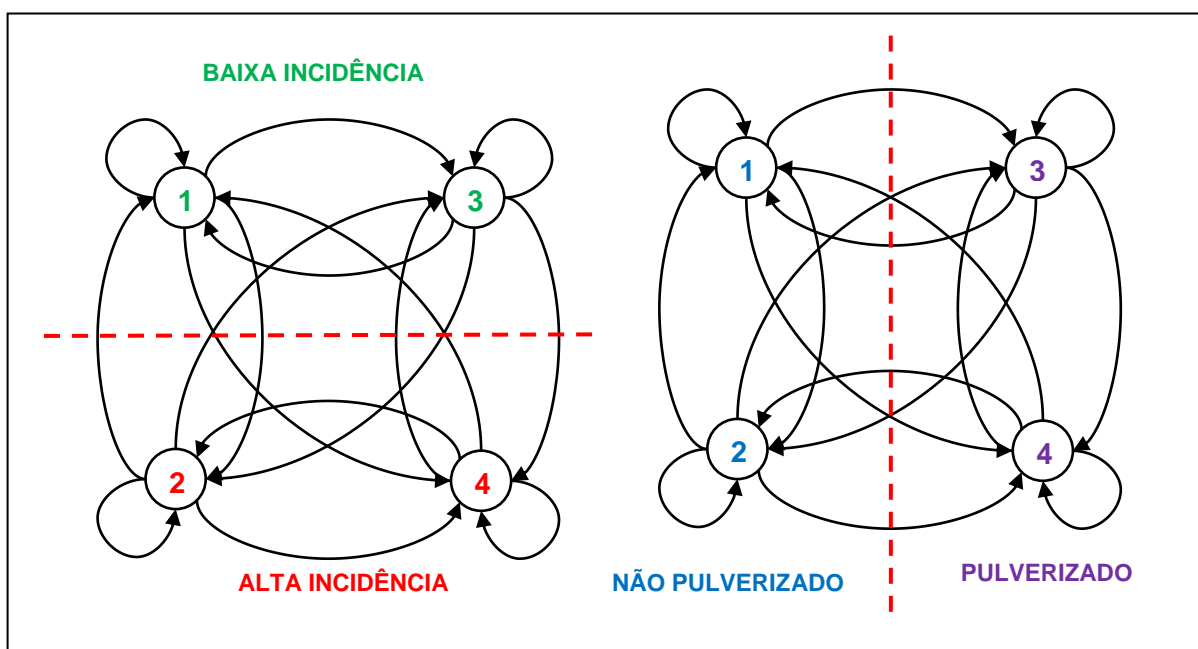 BAIXA INCIDÊNCIA
1
3
2
4
ALTA INCIDÊNCIA
1
3
2
4
NÃO PULVERIZADO
PULVERIZADO